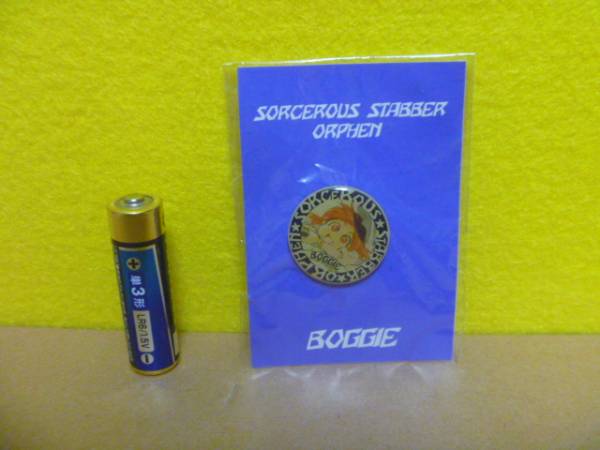 SORCEROUS STABBER
ORPHEN
SORCEROUS★STABBER★ORPHEN★
BOGGIE
BOGGIE
単3形
LR6/1.5V